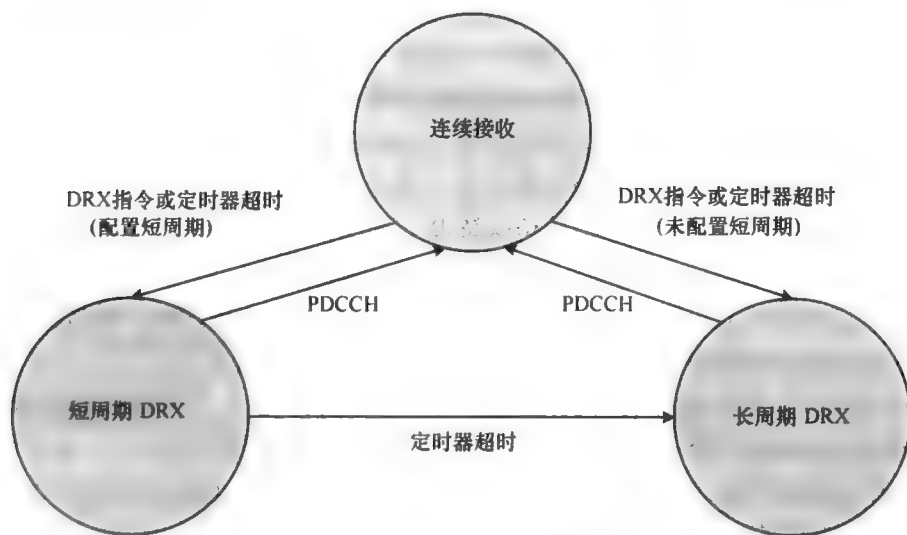 连续接收
DRX指令或定时器超时
(配置短周期)
DRX指令或定时器超时
(未配置短周期)
PDCCH
PDCCH
短周期 DRX
长周期 DRX
定时器超时